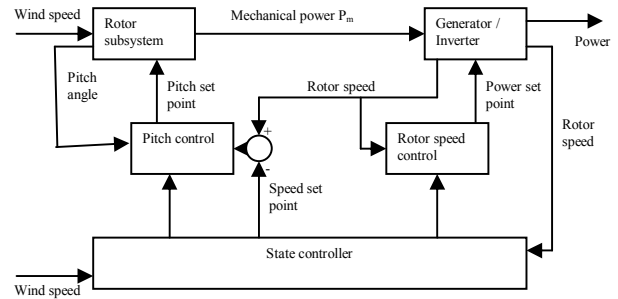 Wind speed
Rotor
subsystem
Mechanical power Pm
Generator /
Inverter
Power
Pitch
angle
Pitch set
point
Rotor speed
Power set
point
Rotor
speed
Pitch control
+
-
Rotor speed
control
Speed set
point
State controller
Wind speed